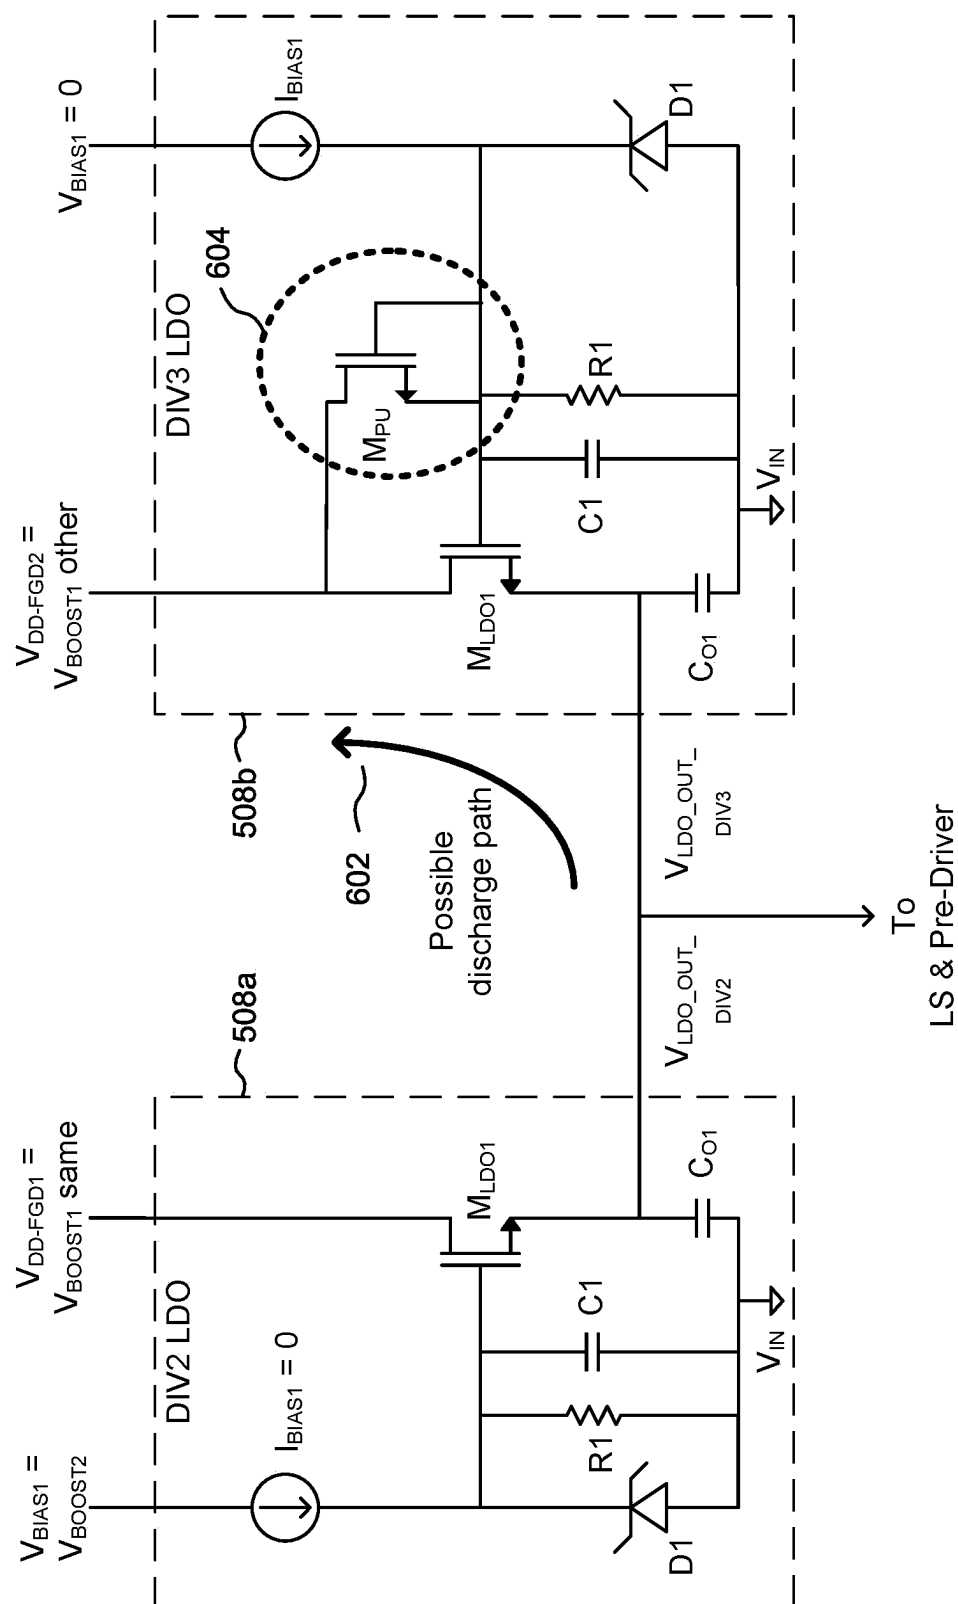 V_BIAS1 =
V_BOOST2
V_DD-FGD1 =
V_BOOST1 same
508a
508b
V_DD-FGD2 =
V_BOOST1 other
V_BIAS1 = 0
DIV2 LDO
DIV3 LDO
I_BIAS1 = 0
602
604
I_BIAS1
Possible
discharge path
M_PU
M_LDO1
M_LDO1
D1
R1
C1
C_O1
C_O1
C1
R1
D1
V_IN
V_IN
V_LDO_OUT_
DIV2
V_LDO_OUT_
DIV3
To
LS & Pre-Driver